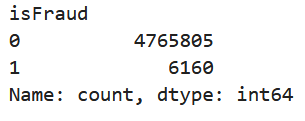 isFraud
0 4765805
1 6160
Name: count, dtype: int64